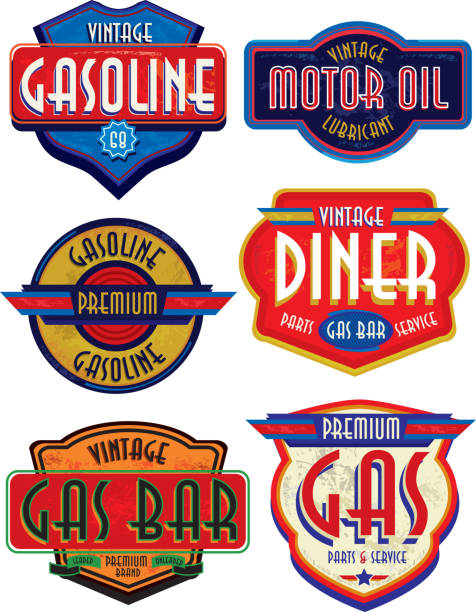 VINTAGE
GASOLINE
68
VINTAGE
MOTOR OIL
LUBRICANT
GASOLINE
PREMIUM
GASOLINE
VINTAGE
DINER
PARTS GAS BAR SERVICE
VINTAGE
GAS BAR
LEADED PREMIUM BRAND UNLEADED
PREMIUM
GAS
PARTS & SERVICE